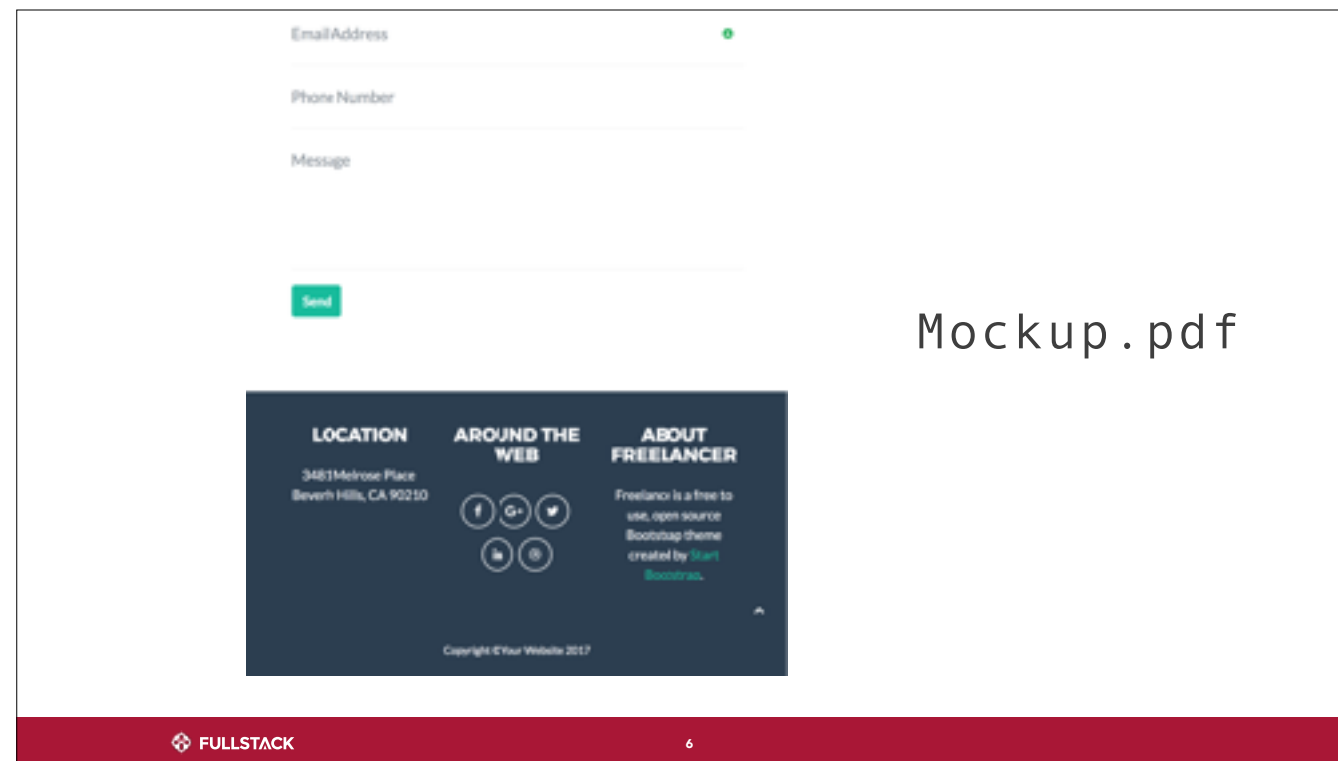 Email Address
Phone Number
Message
Send
Mockup.pdf
LOCATION
3481 Melrose Place
Beverh Hills, CA 90210
AROUND THE
WEB
f G+
in
ABOUT
FREELANCER
Freelance is a free to
use, open source
Bootstrap theme
created by Start
Bootstrap.
Copyright © Your Website 2017
FULLSTACK
6